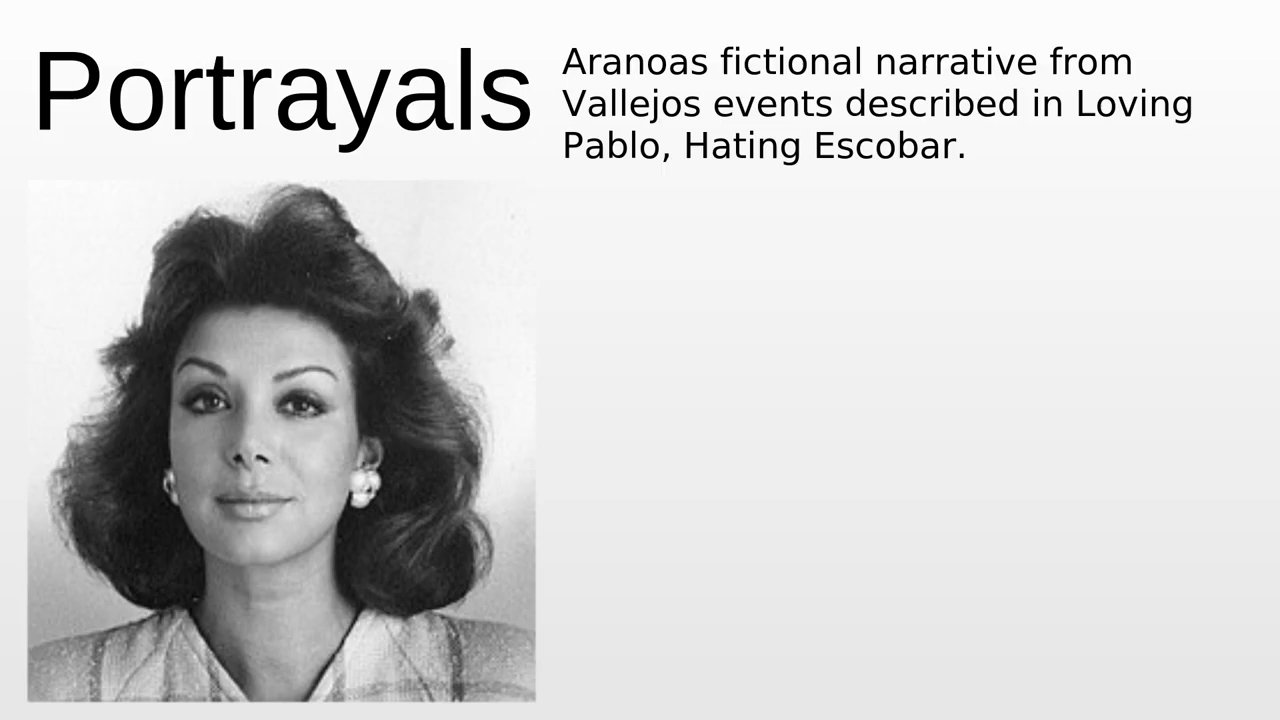 Portrayals
Aranoas fictional narrative from
Vallejos events described in Loving
Pablo, Hating Escobar.